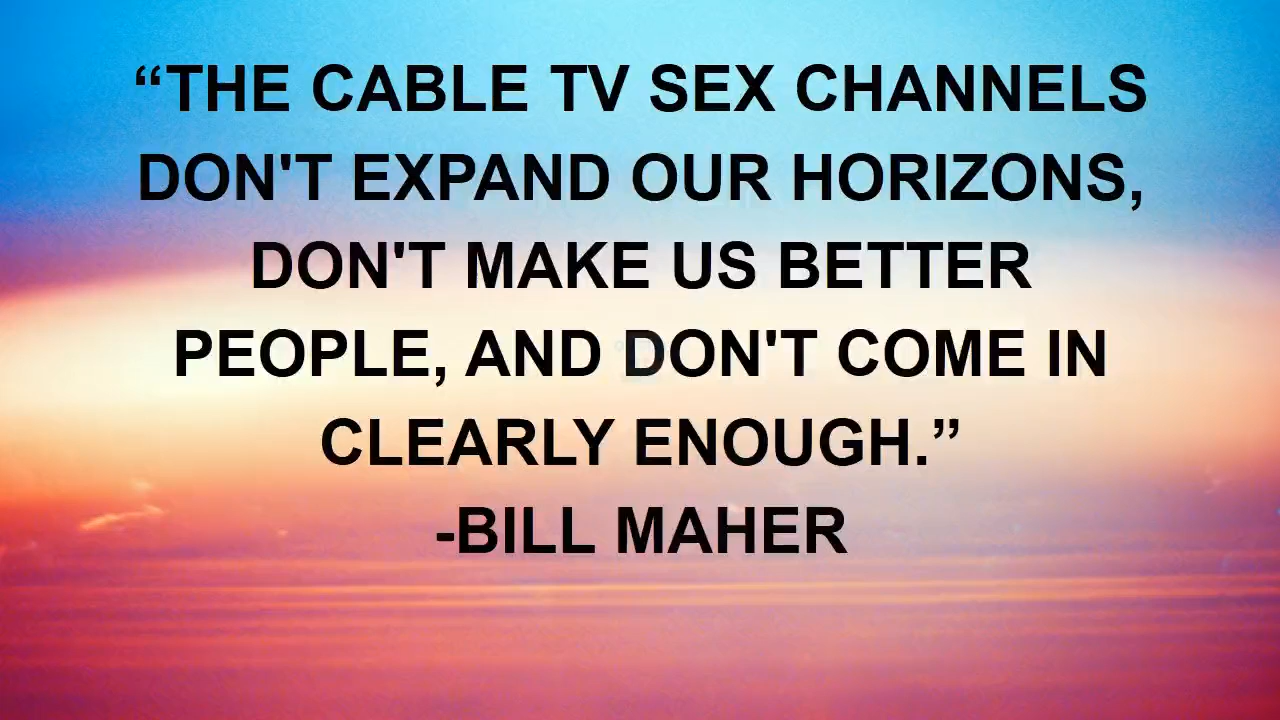 “THE CABLE TV SEX CHANNELS
DON'T EXPAND OUR HORIZONS,
DON'T MAKE US BETTER
PEOPLE, AND DON'T COME IN
CLEARLY ENOUGH.”
-BILL MAHER